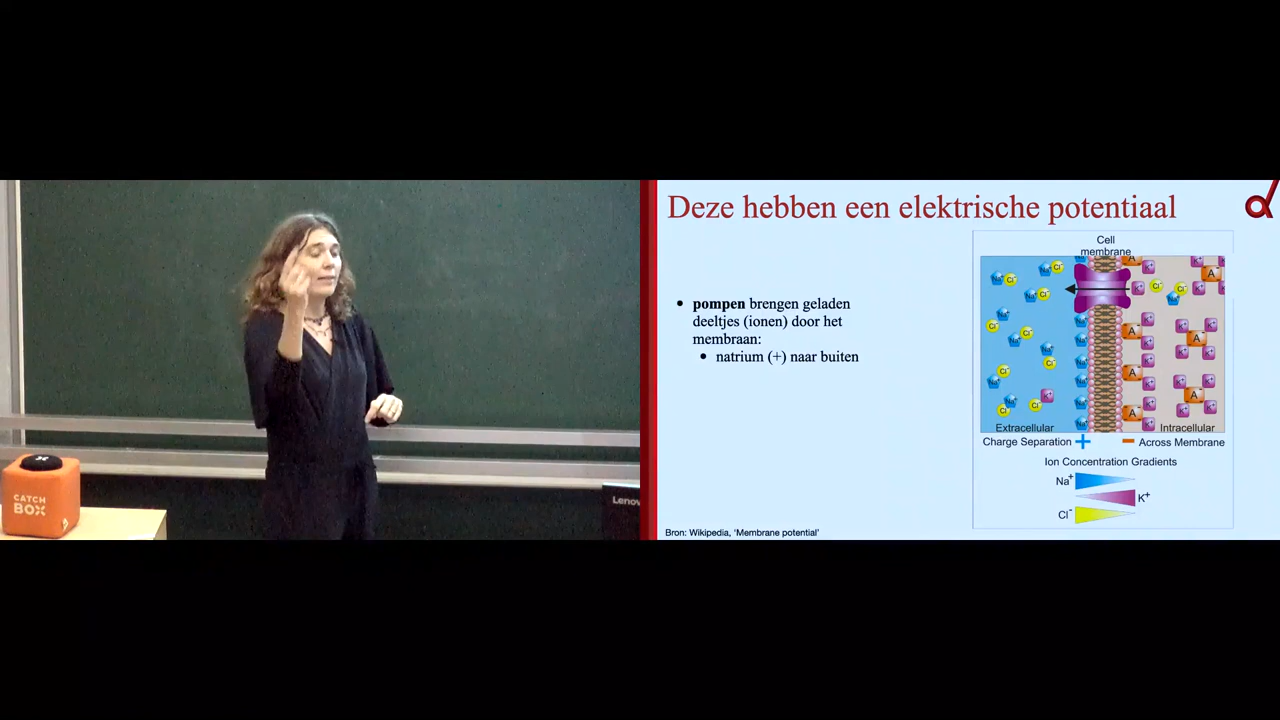 Deze hebben een elektrische potentiaal
pompen brengen geladen
deeltjes (ionen) door het
membraan:
natrium (+) naar buiten
Cell
membrane
Extracellular
Intracellular
Charge Separation +
− Across Membrane
Ion Concentration Gradients
Na+
K+
Cl-
Bron: Wikipedia, 'Membrane potential'
CATCH
BOX